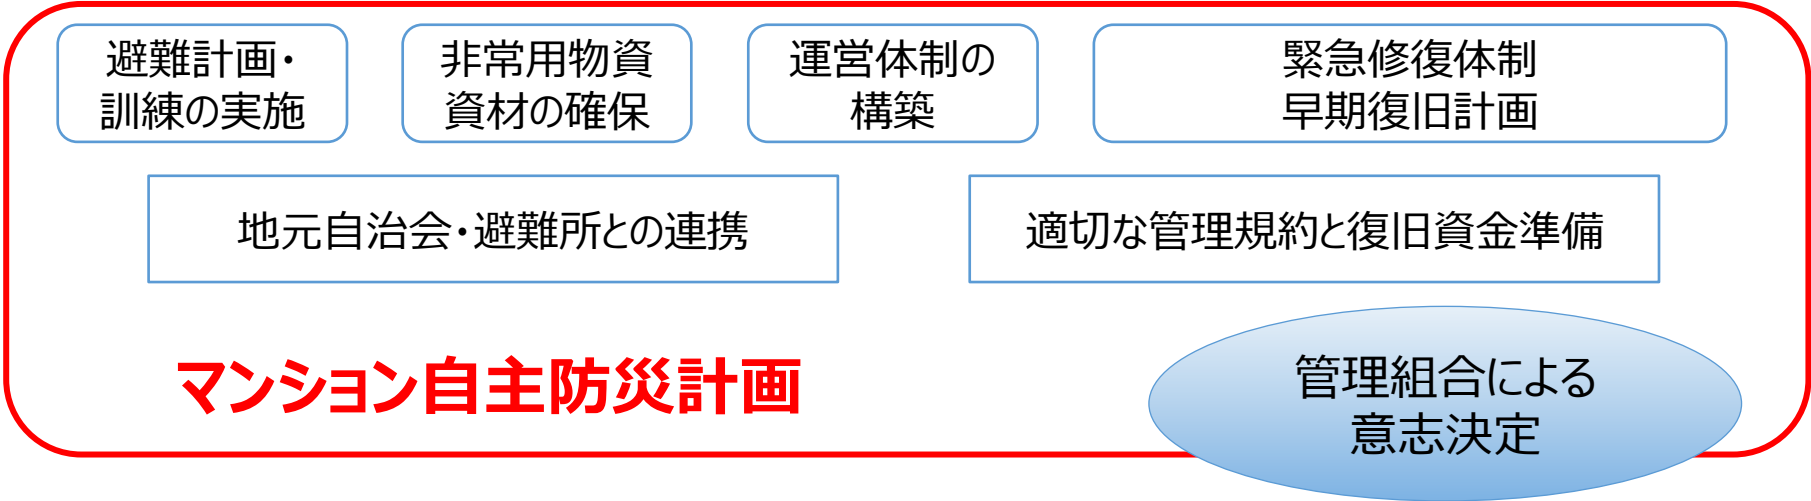 避難計画・
訓練の実施
非常用物資
資材の確保
運営体制の
構築
緊急修復体制
早期復旧計画
地元自治会・避難所との連携
適切な管理規約と復旧資金準備
マンション自主防災計画
管理組合による
意志決定